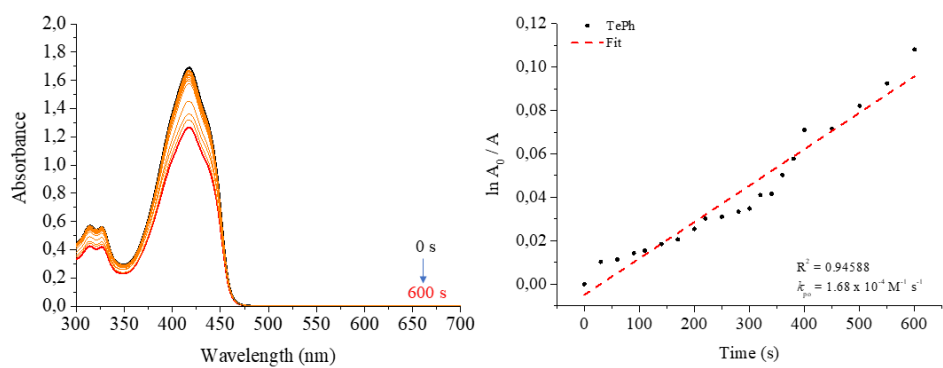 2,0
1,8
1,6
1,4
1,2
1,0
0,8
0,6
0,4
0,2
0,0
Absorbance
300 350 400 450 500 550 600 650 700
Wavelength (nm)
0 s
600 s
0,12
0,10
0,08
0,06
0,04
0,02
0,00
ln A₀ / A
TePh
Fit
R² = 0.94588
kₚₒ = 1.68 x 10⁻⁴ M⁻¹ s⁻¹
0 100 200 300 400 500 600
Time (s)